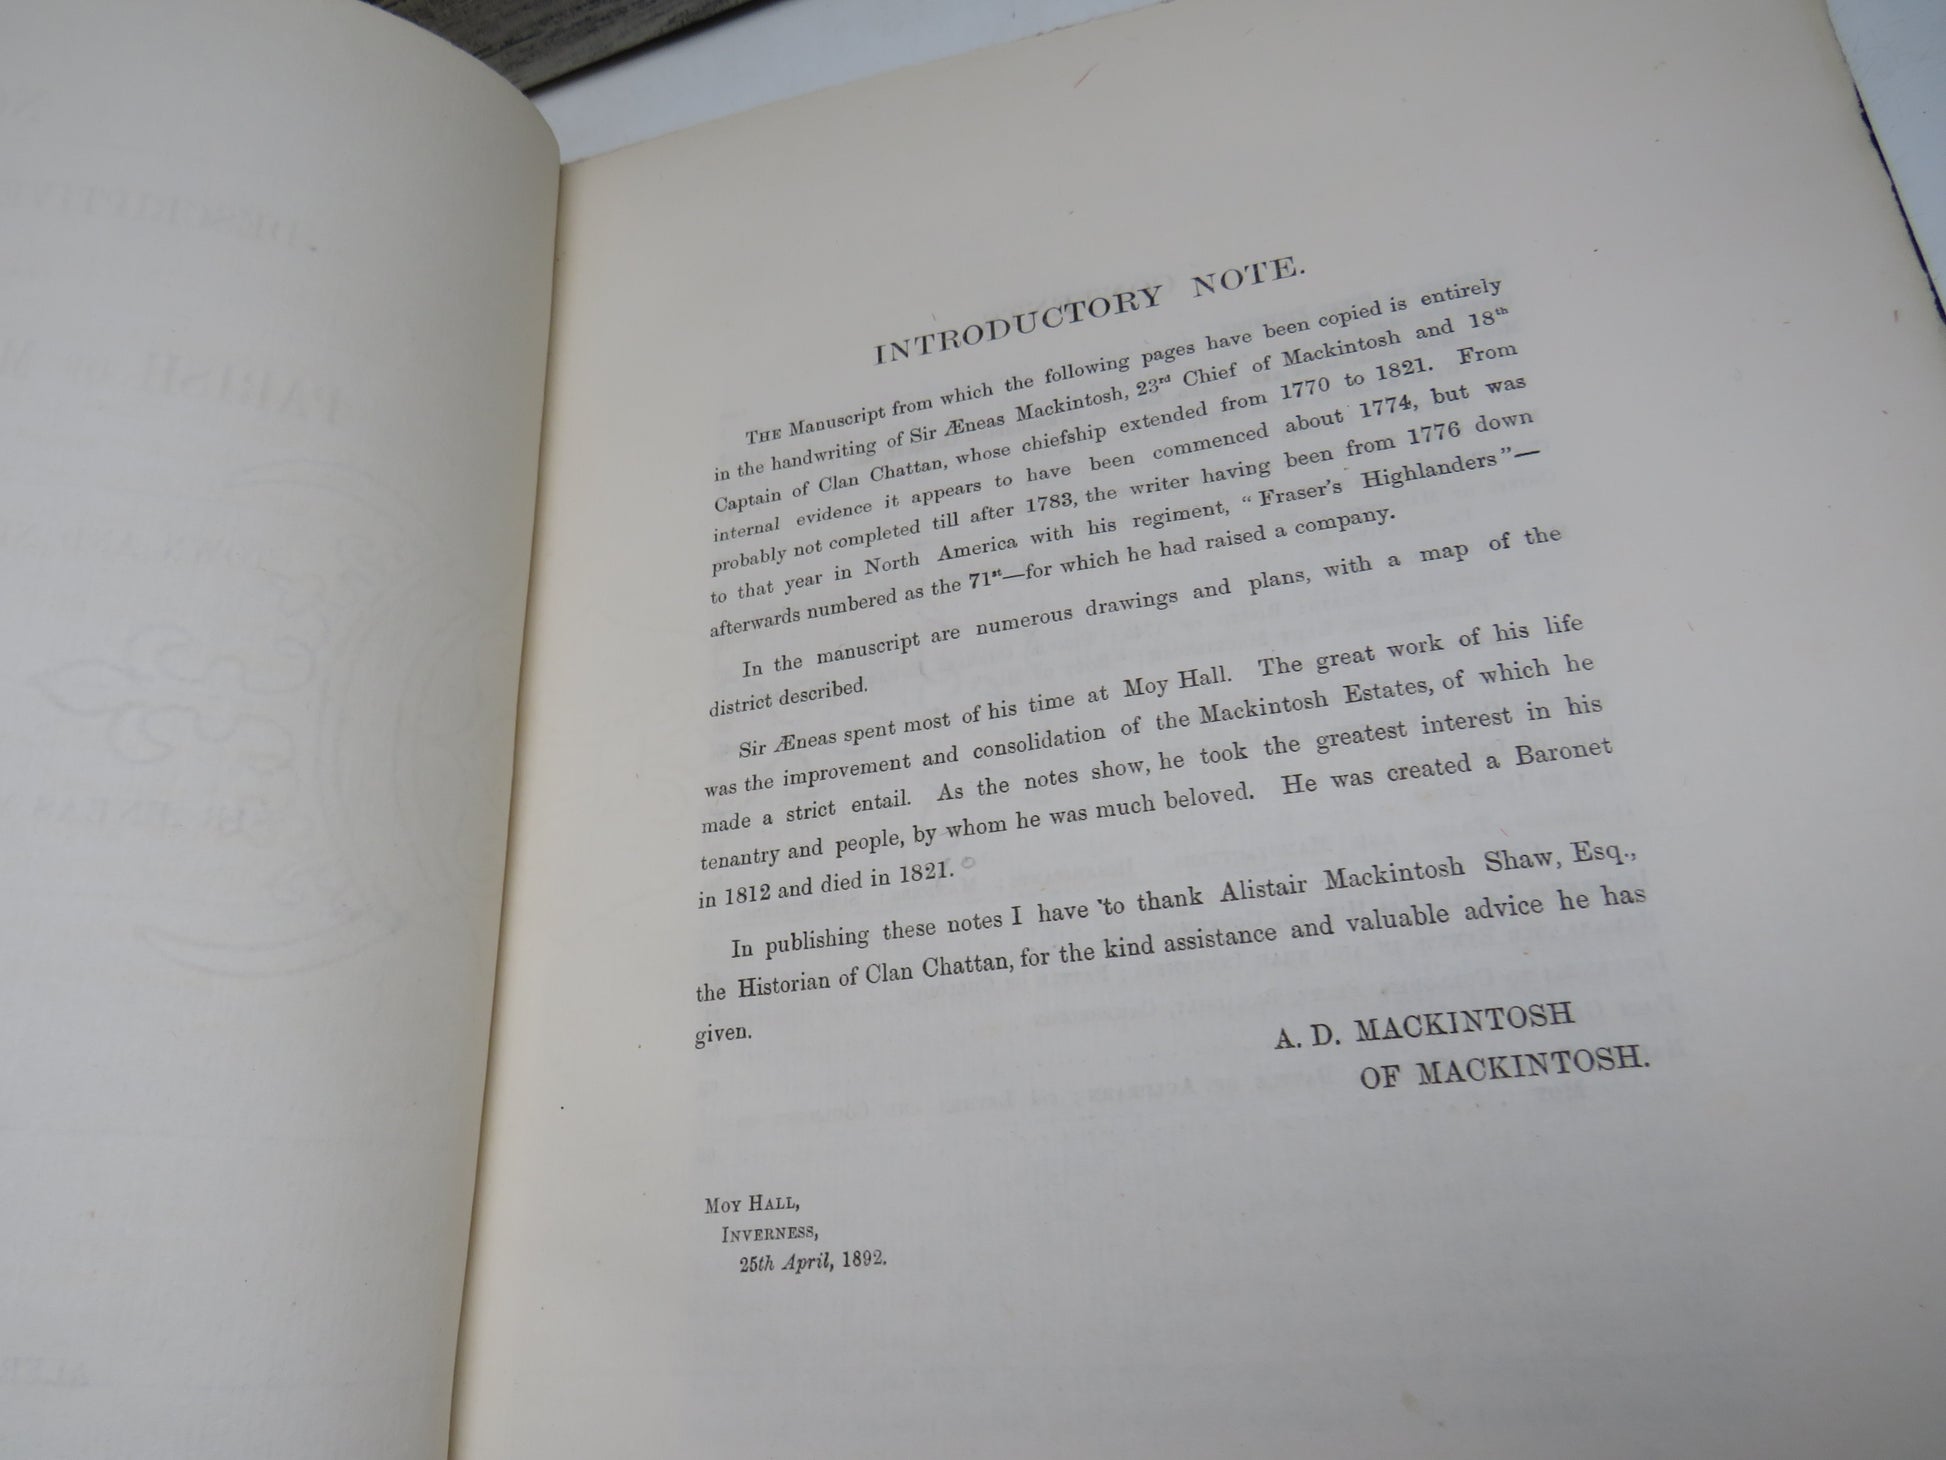 INTRODUCTORY NOTE.
THE Manuscript from which the following pages have been copied is entirely
in the handwriting of Sir Æneas Mackintosh, 23rd Chief of Mackintosh and 18th
Captain of Clan Chattan, whose chiefship extended from 1770 to 1821. From
internal evidence it appears to have been commenced about 1774, but was
probably not completed till after 1783, the writer having been from 1776 down
to that year in North America with his regiment, “Fraser's Highlanders”—
afterwards numbered as the 71st—for which he had raised a company.
In the manuscript are numerous drawings and plans, with a map of the
district described.
Sir Æneas spent most of his time at Moy Hall. The great work of his life
was the improvement and consolidation of the Mackintosh Estates, of which he
made a strict entail. As the notes show, he took the greatest interest in his
tenantry and people, by whom he was much beloved. He was created a Baronet
in 1812 and died in 1821.
In publishing these notes I have to thank Alistair Mackintosh Shaw, Esq.,
the Historian of Clan Chattan, for the kind assistance and valuable advice he has
given.
A. D. MACKINTOSH
OF MACKINTOSH.
MOY HALL,
INVERNESS,
25th April, 1892.